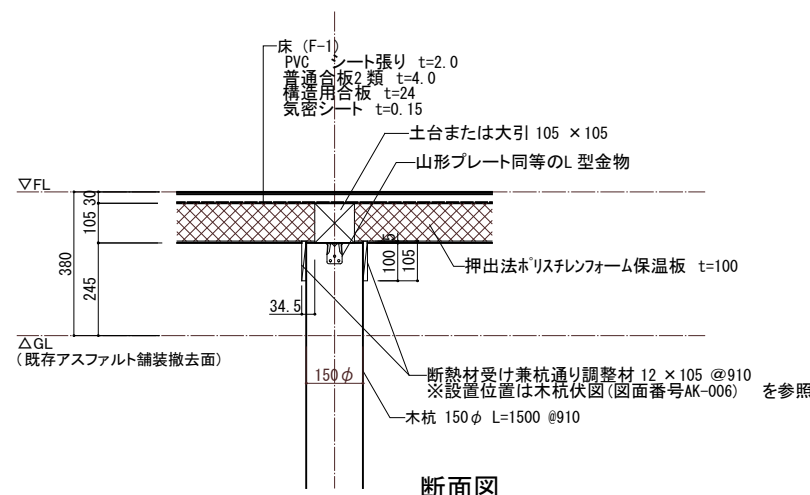 床 (F-1)
PVC シート張り t=2.0
普通合板2 類 t=4.0
構造用合板 t=24
気密シート t=0.15
土台または大引 105 ×105
山形プレート同等のL 型金物
▽FL
30
105
380
245
5
100
105
押出法ポリスチレンフォーム保温板 t=100
34.5
△GL
(既存アスファルト舗装撤去面)
150φ
断熱材受け兼杭通り調整材 12 ×105 @910
※設置位置は木杭伏図(図面番号AK-006) を参照
木杭 150φ L=1500 @910
断面図